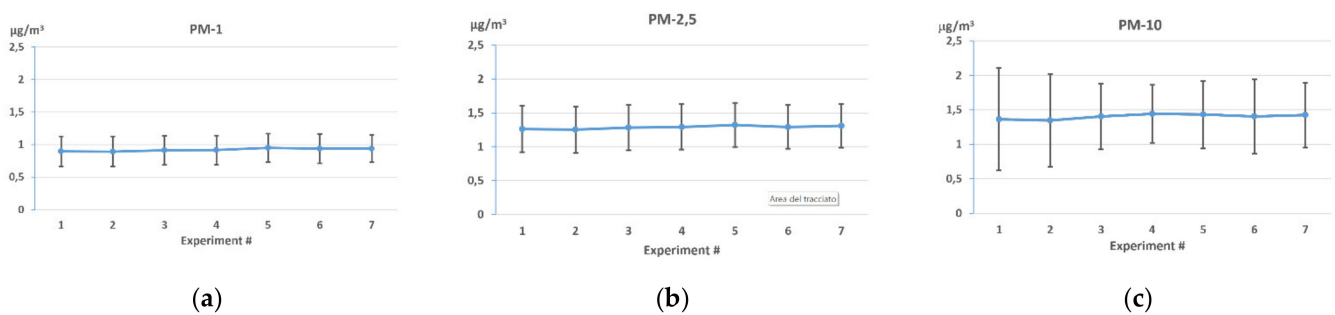 PM-1
µg/m³
2,5
2
1,5
1
0,5
0
1 2 3 4 5 6 7
Experiment #
(a)
PM-2,5
µg/m³
2,5
2
1,5
1
0,5
0
Area del tracciato
1 2 3 4 5 6 7
Experiment #
(b)
PM-10
µg/m³
2,5
2
1,5
1
0,5
0
1 2 3 4 5 6 7
Experiment #
(c)